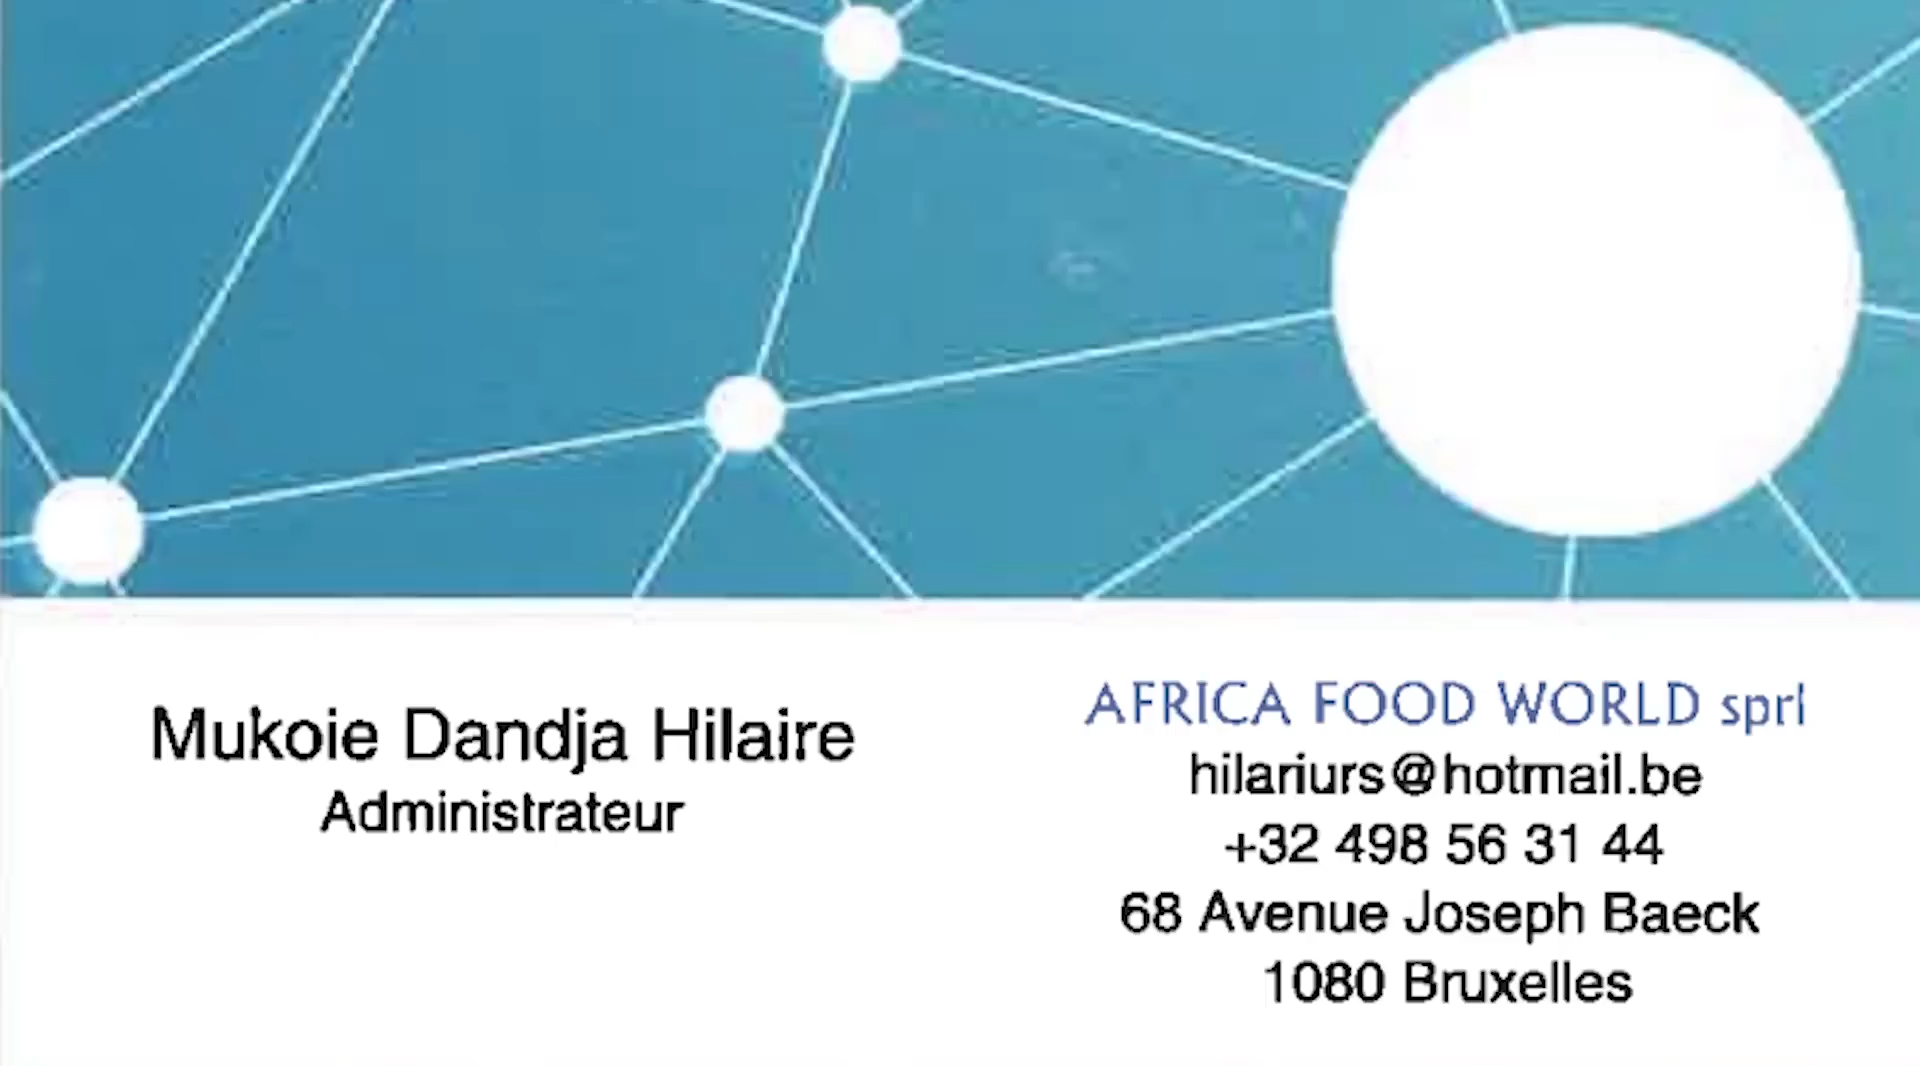 Mukoie Dandja Hilaire
Administrateur
AFRICA FOOD WORLD sprl
hilariurs@hotmail.be
+32 498 56 31 44
68 Avenue Joseph Baeck
1080 Bruxelles